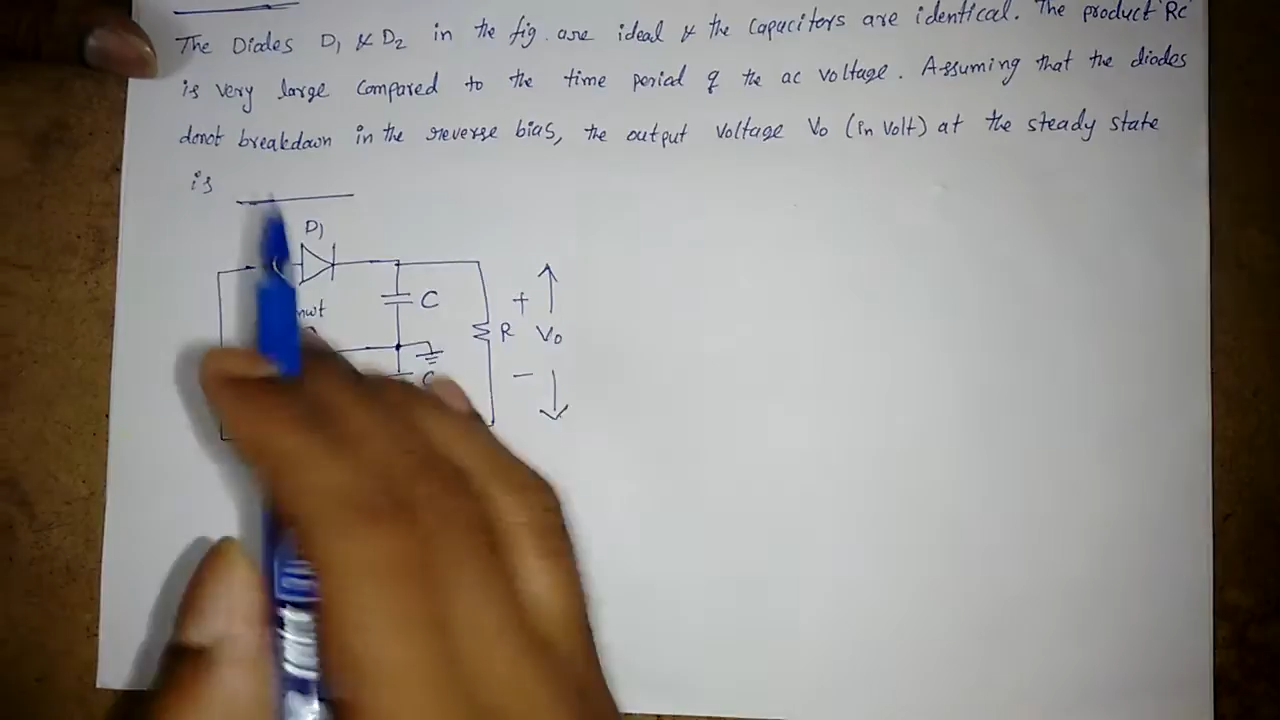 The Diodes D1 & D2 in the fig. are ideal & the capacitors are identical. The product RC
is very large compared to the time period of the ac voltage. Assuming that the diodes
donot breakdown in the reverse bias, the output voltage Vo (in volt) at the steady state
is
D1
nwt
C
+
R
Vo
C
-